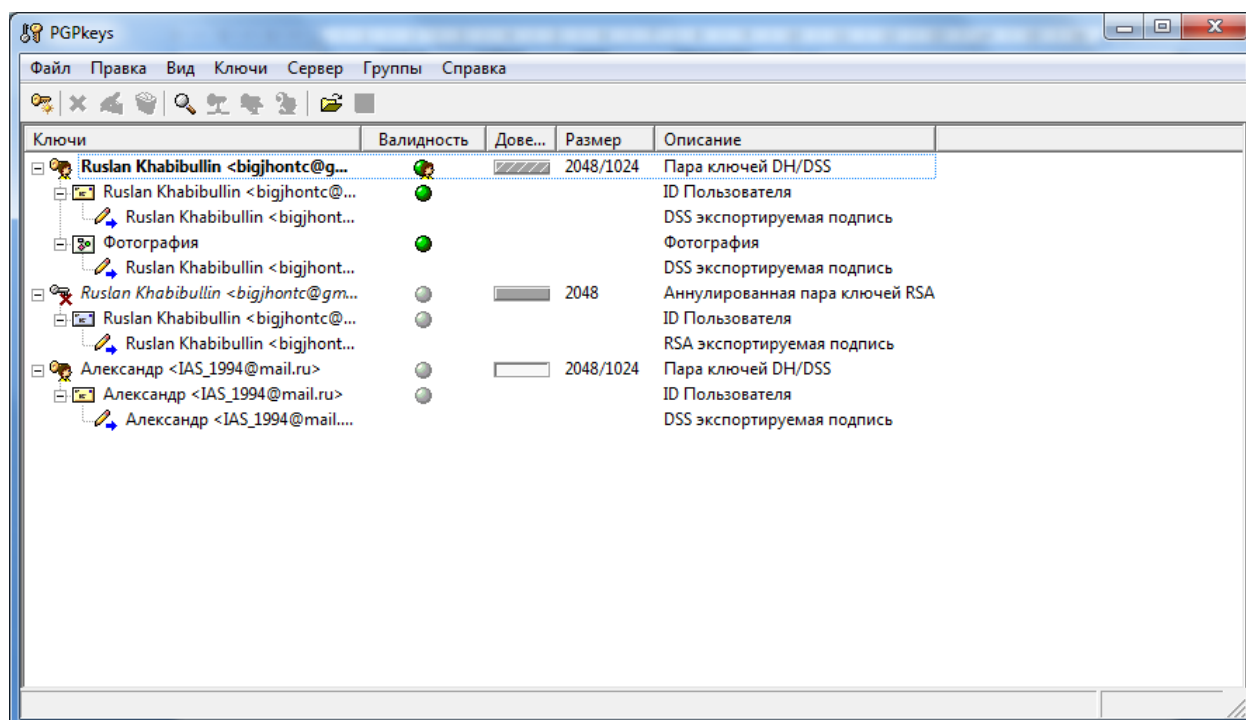 PGPkeys
Файл Правка Вид Ключи Сервер Группы Справка
Ключи Валидность Дове... Размер Описание
Ruslan Khabibullin <bigjhontc@g... 2048/1024 Пара ключей DH/DSS
Ruslan Khabibullin <bigjhontc@... ID Пользователя
Ruslan Khabibullin <bigjhont... DSS экспортируемая подпись
Фотография Фотография
Ruslan Khabibullin <bigjhont... DSS экспортируемая подпись
Ruslan Khabibullin <bigjhontc@gm... 2048 Аннулированная пара ключей RSA
Ruslan Khabibullin <bigjhontc@... ID Пользователя
Ruslan Khabibullin <bigjhont... RSA экспортируемая подпись
Александр <IAS_1994@mail.ru> 2048/1024 Пара ключей DH/DSS
Александр <IAS_1994@mail.ru> ID Пользователя
Александр <IAS_1994@mail.... DSS экспортируемая подпись